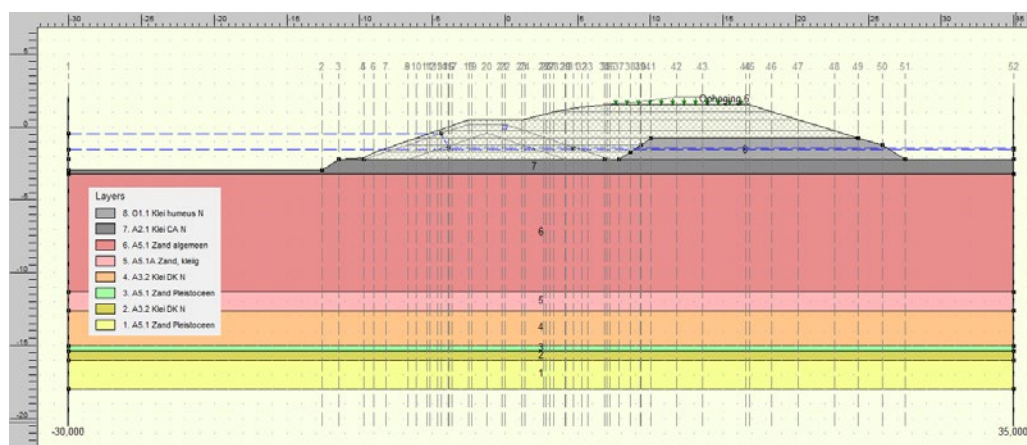 -30 -25 -20 -15 -10 -5 0 5 10 15 20 25 30 35
5
0
-5
-10
-15
-20
1 2 3 6 7 10 20 42 43 46 47 48 49 50 51 52
Ophoging 5
8
7
6
5
4
3
2
1
Layers
8. O1.1 Klei humeus N
7. A2.1 Klei CA N
6. A5.1 Zand algemeen
5. A5.1A Zand, kleiig
4. A3.2 Klei DK N
3. A5.1 Zand Pleistoceen
2. A3.2 Klei DK N
1. A5.1 Zand Pleistoceen
-30,000 35,000